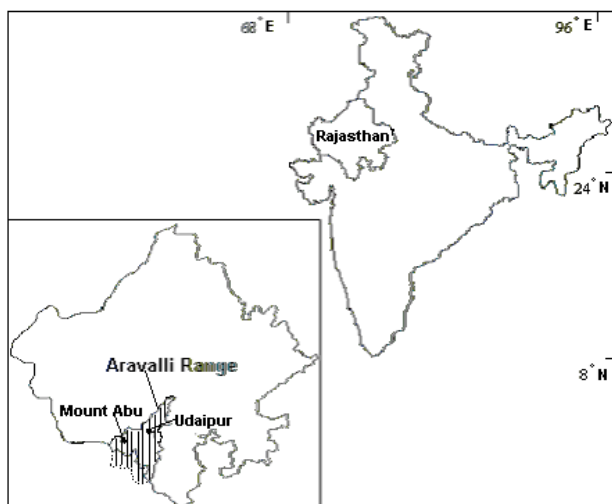 68° E
96° E
Rajasthan
24° N
8° N
Aravalli Range
Mount Abu
Udaipur